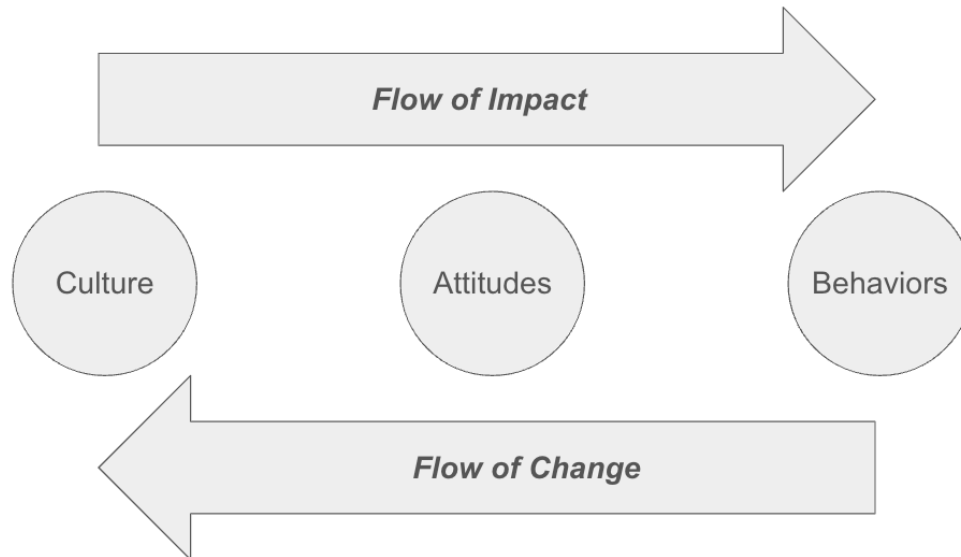 Flow of Impact
Culture Attitudes Behaviors
Flow of Change